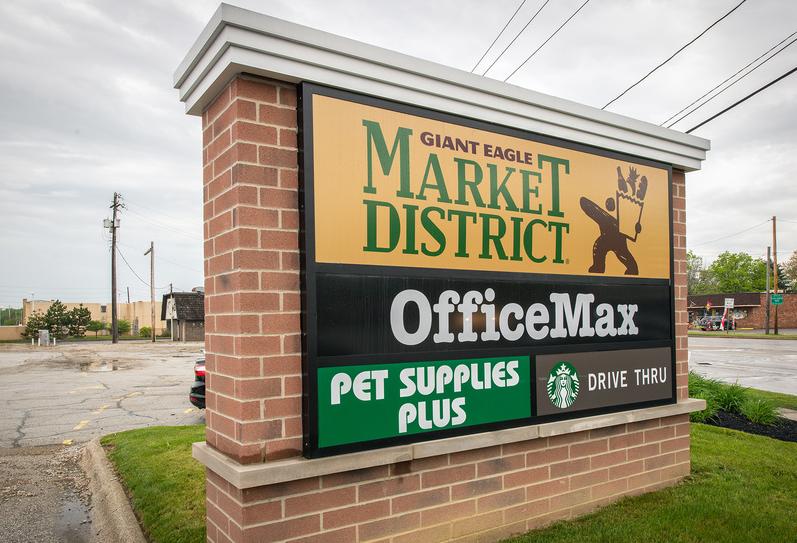 GIANT EAGLE
MARKET
DISTRICT®
OfficeMax
PET SUPPLIES
PLUS
DRIVE THRU